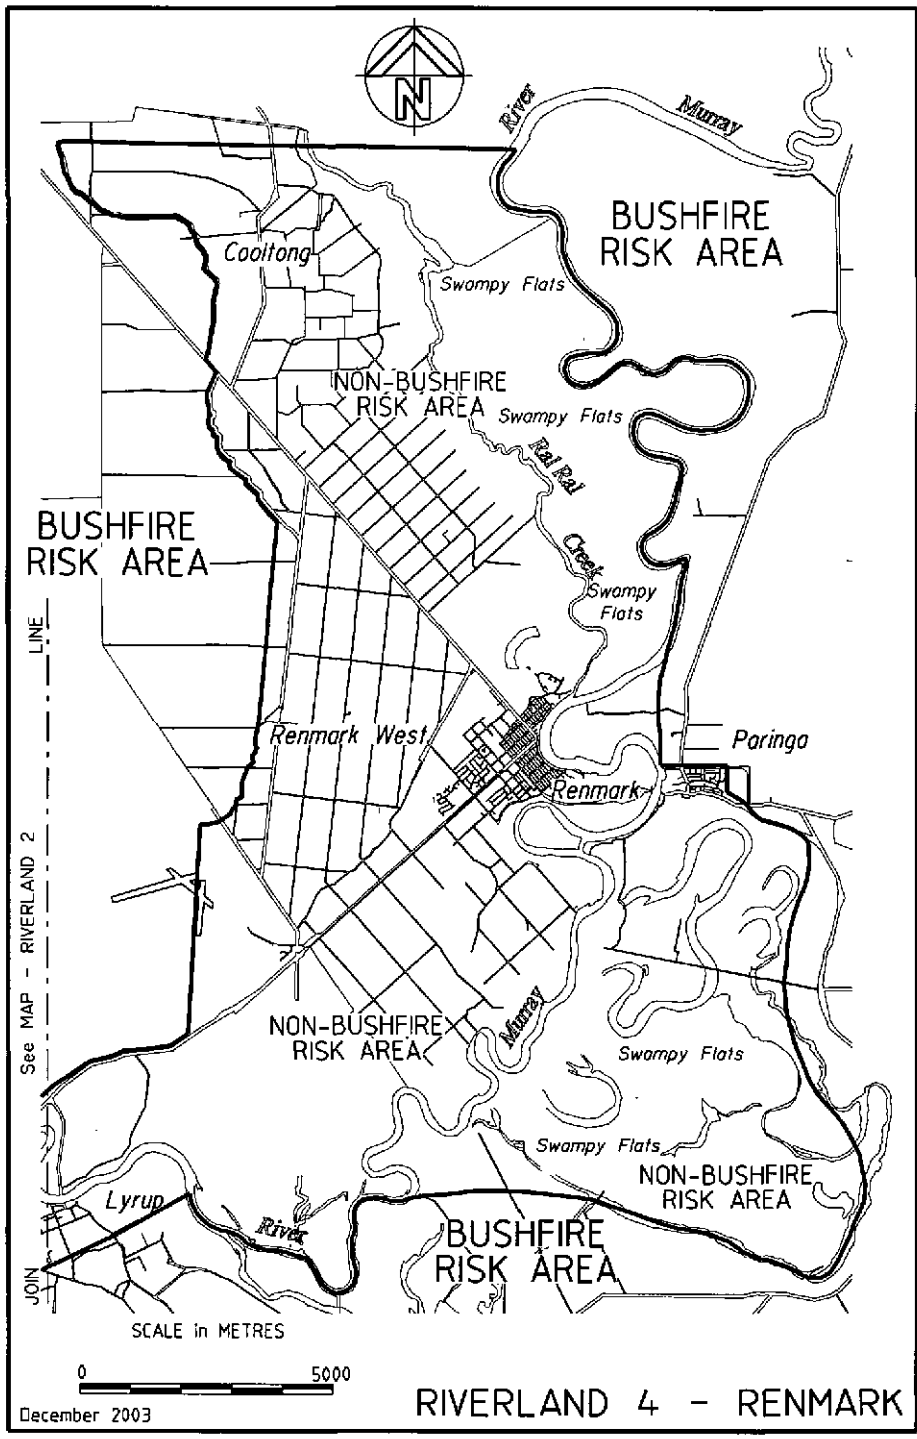 N
River
Murray
BUSHFIRE
RISK AREA
Cooltong
Swampy Flats
NON-BUSHFIRE
RISK AREA
Swampy Flats
Ral Ral
Creek
BUSHFIRE
RISK AREA
Swampy
Flats
Renmark West
Paringa
Renmark
See MAP - RIVERLAND 2
JOIN LINE
Murray
NON-BUSHFIRE
RISK AREA
Swampy Flats
Swampy Flats
NON-BUSHFIRE
RISK AREA
Lyrup
River
BUSHFIRE
RISK AREA
SCALE in METRES
0 5000
December 2003
RIVERLAND 4 - RENMARK